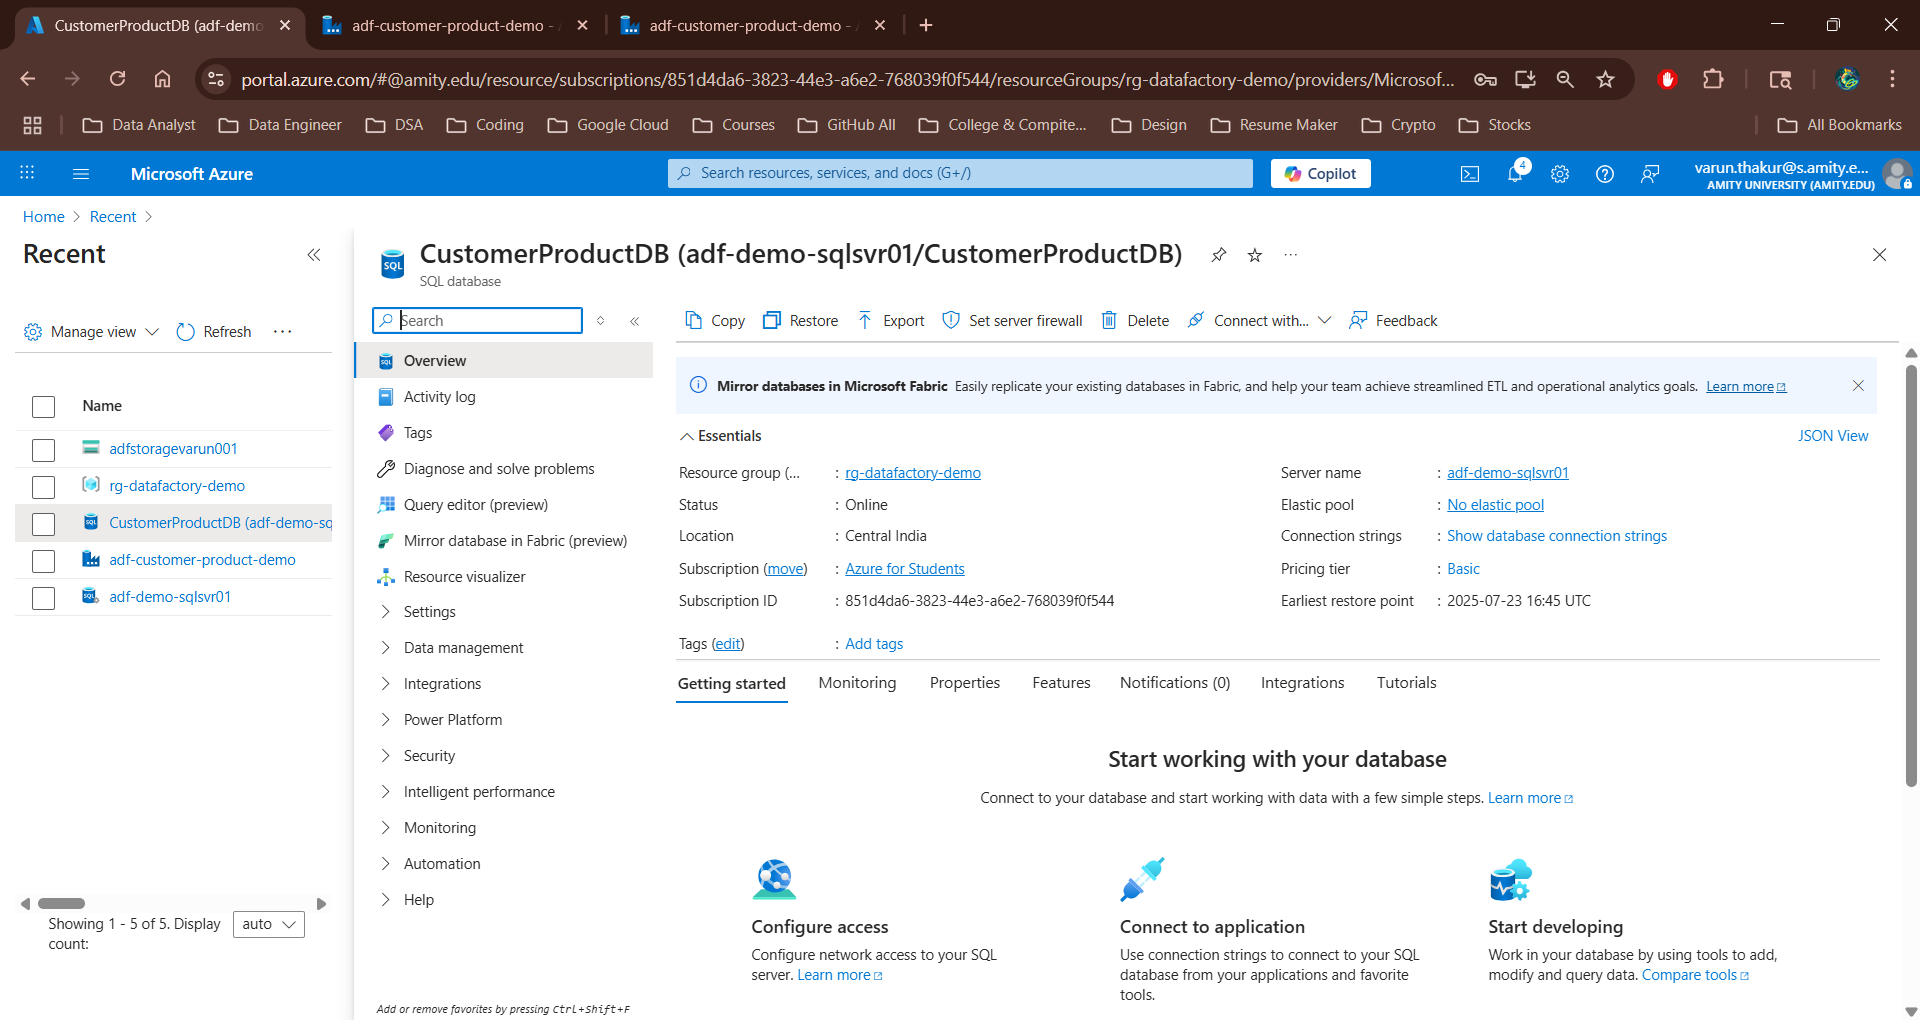 CustomerProductDB (adf-demo
adf-customer-product-demo -
adf-customer-product-demo -
portal.azure.com/#@amity.edu/resource/subscriptions/851d4da6-3823-44e3-a6e2-768039f0f544/resourceGroups/rg-datafactory-demo/providers/Microsof...
Data Analyst
Data Engineer
DSA
Coding
Google Cloud
Courses
GitHub All
College & Compite...
Design
Resume Maker
Crypto
Stocks
All Bookmarks
Microsoft Azure
Search resources, services, and docs (G+/)
Copilot
4
varun.thakur@s.amity.e...
AMITY UNIVERSITY (AMITY.EDU)
Home > Recent >
Recent
Manage view
Refresh
Name
adfstoragevarun001
rg-datafactory-demo
CustomerProductDB (adf-demo-sq
adf-customer-product-demo
adf-demo-sqlsvr01
Showing 1 - 5 of 5. Display
count:
auto
SQL
CustomerProductDB (adf-demo-sqlsvr01/CustomerProductDB)
SQL database
Search
Overview
Activity log
Tags
Diagnose and solve problems
Query editor (preview)
Mirror database in Fabric (preview)
Resource visualizer
Settings
Data management
Integrations
Power Platform
Security
Intelligent performance
Monitoring
Automation
Help
Add or remove favorites by pressing Ctrl+Shift+F
Copy
Restore
Export
Set server firewall
Delete
Connect with...
Feedback
Mirror databases in Microsoft Fabric Easily replicate your existing databases in Fabric, and help your team achieve streamlined ETL and operational analytics goals. Learn more
Essentials
JSON View
Resource group (... : rg-datafactory-demo
Status : Online
Location : Central India
Subscription (move) : Azure for Students
Subscription ID : 851d4da6-3823-44e3-a6e2-768039f0f544
Tags (edit) : Add tags
Server name : adf-demo-sqlsvr01
Elastic pool : No elastic pool
Connection strings : Show database connection strings
Pricing tier : Basic
Earliest restore point : 2025-07-23 16:45 UTC
Getting started
Monitoring
Properties
Features
Notifications (0)
Integrations
Tutorials
Start working with your database
Connect to your database and start working with data with a few simple steps. Learn more
Configure access
Configure network access to your SQL
server. Learn more
Connect to application
Use connection strings to connect to your SQL
database from your applications and favorite
tools.
Start developing
Work in your database by using tools to add,
modify and query data. Compare tools